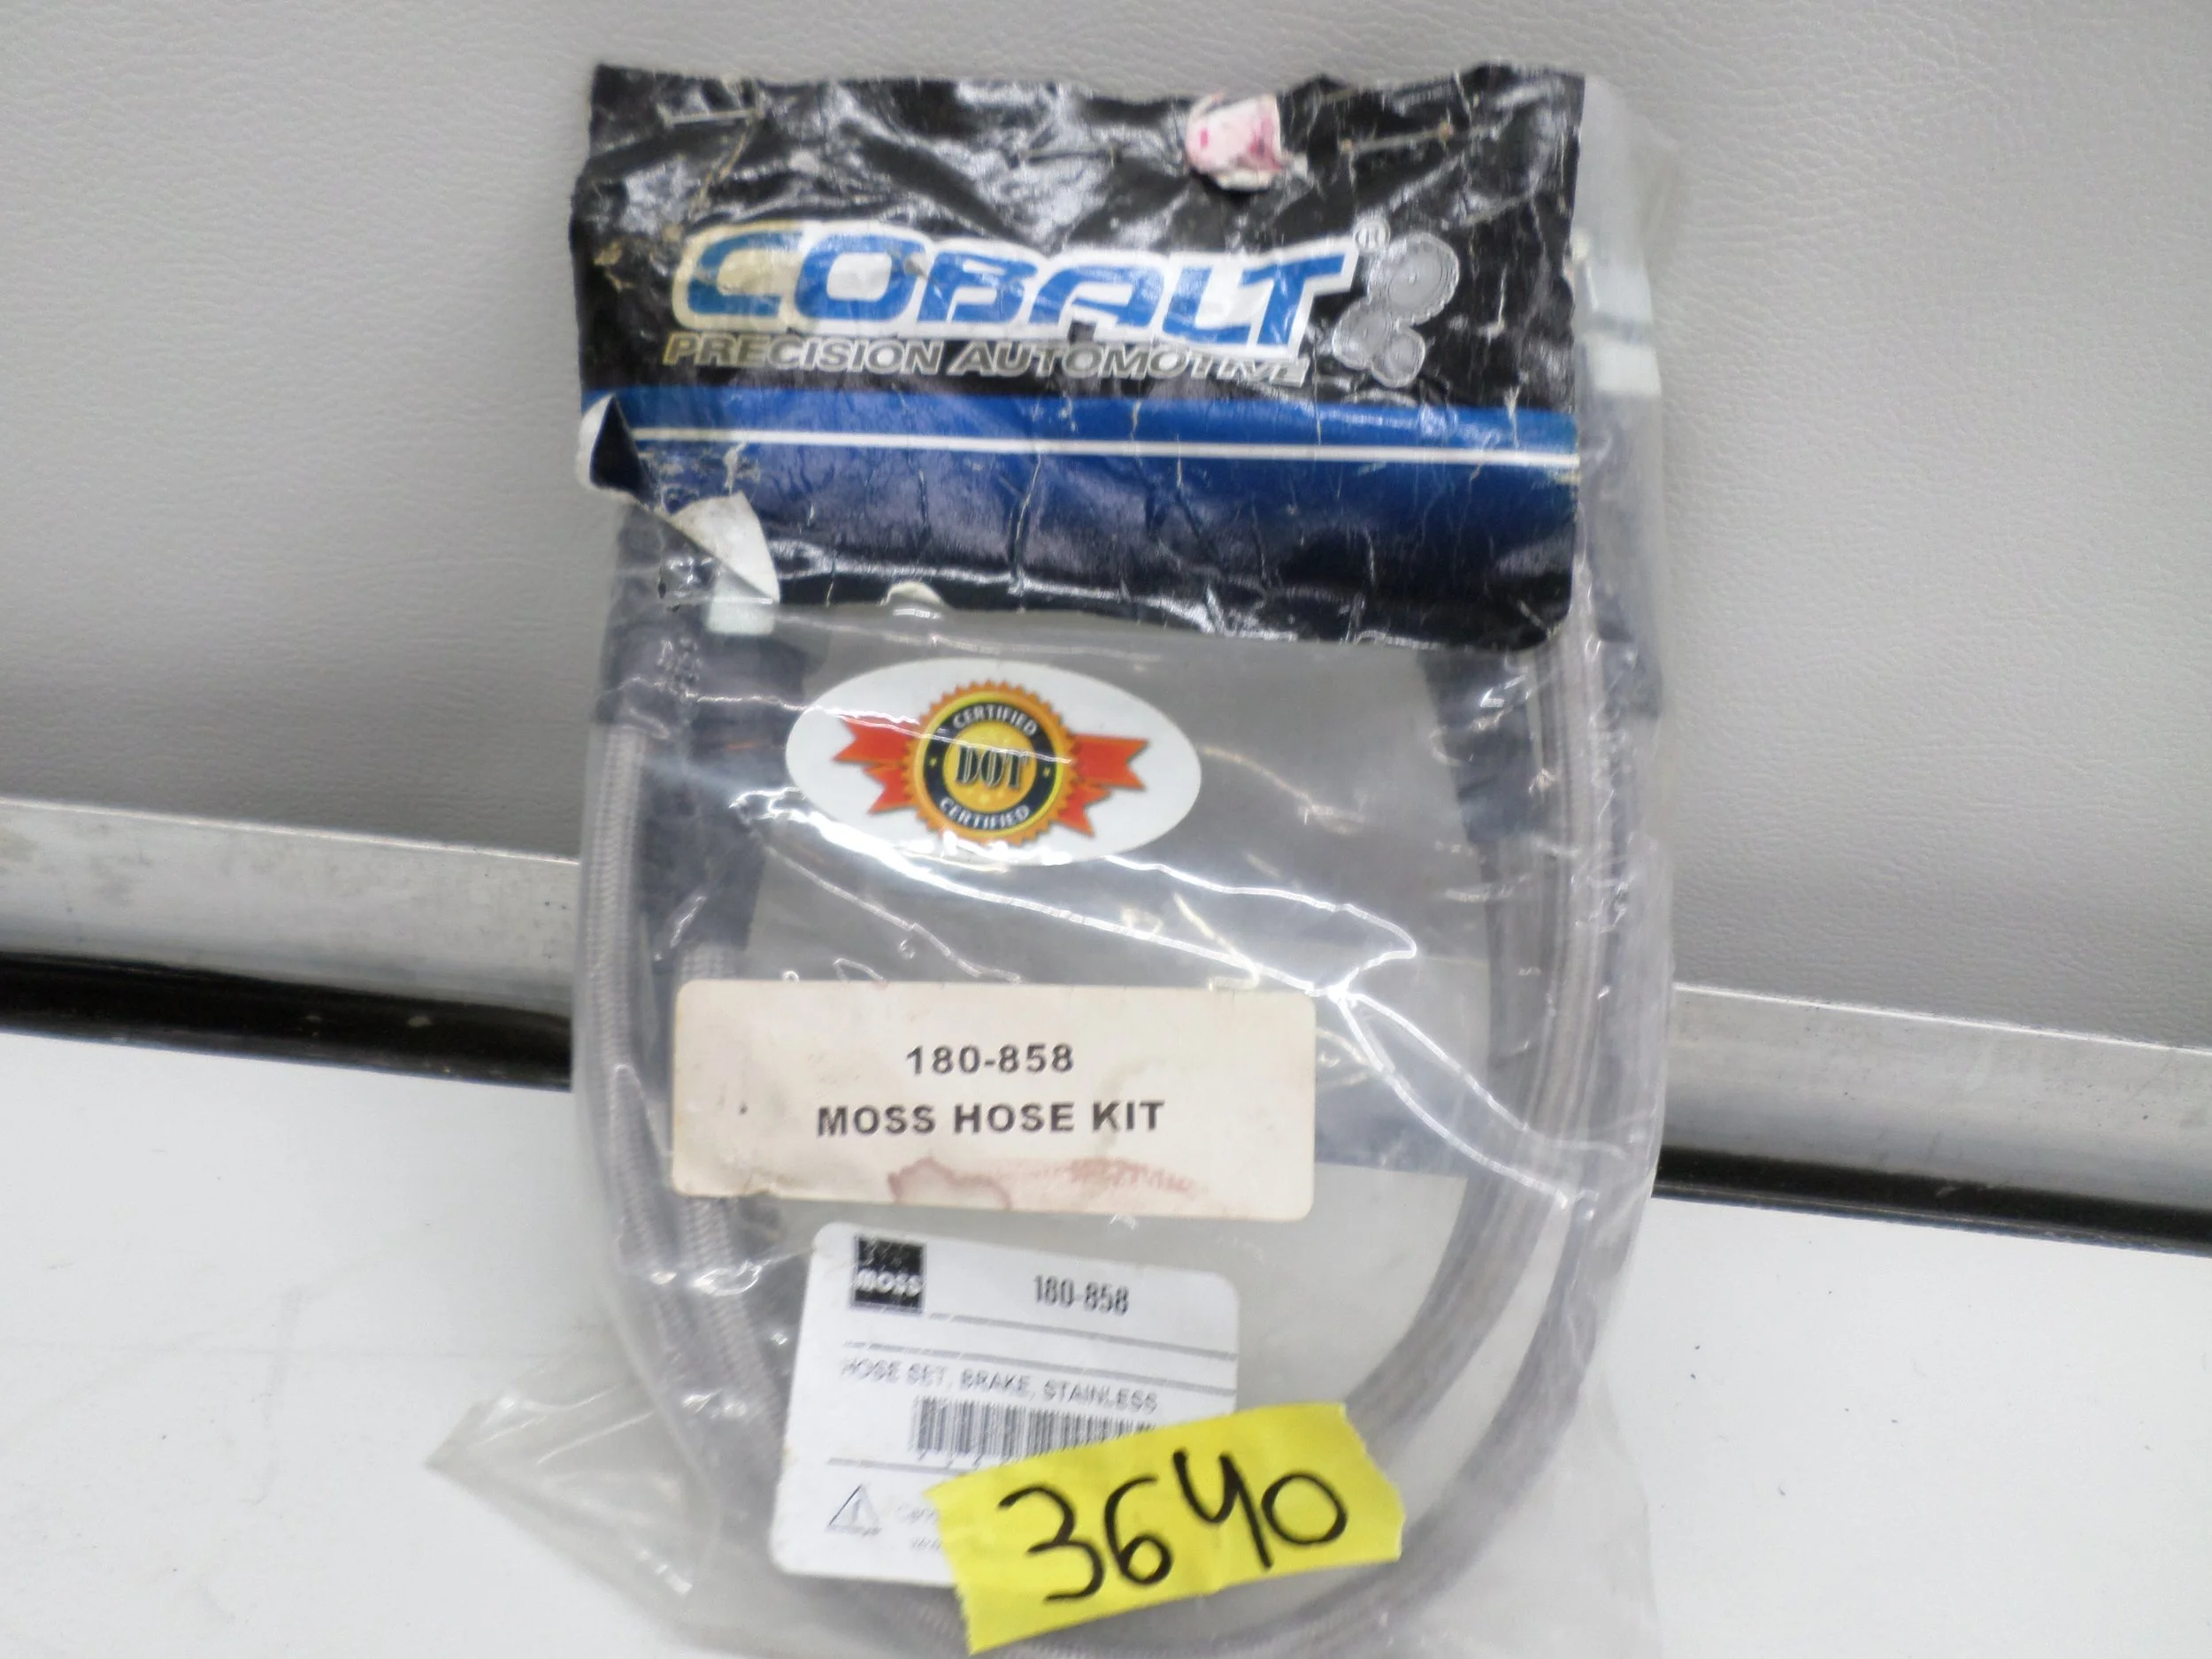 COBALT®
PRECISION AUTOMOTIVE
CERTIFIED
DOT
CERTIFIED
180-858
MOSS HOSE KIT
MOSS
180-858
HOSE SET, BRAKE, STAINLESS
3640